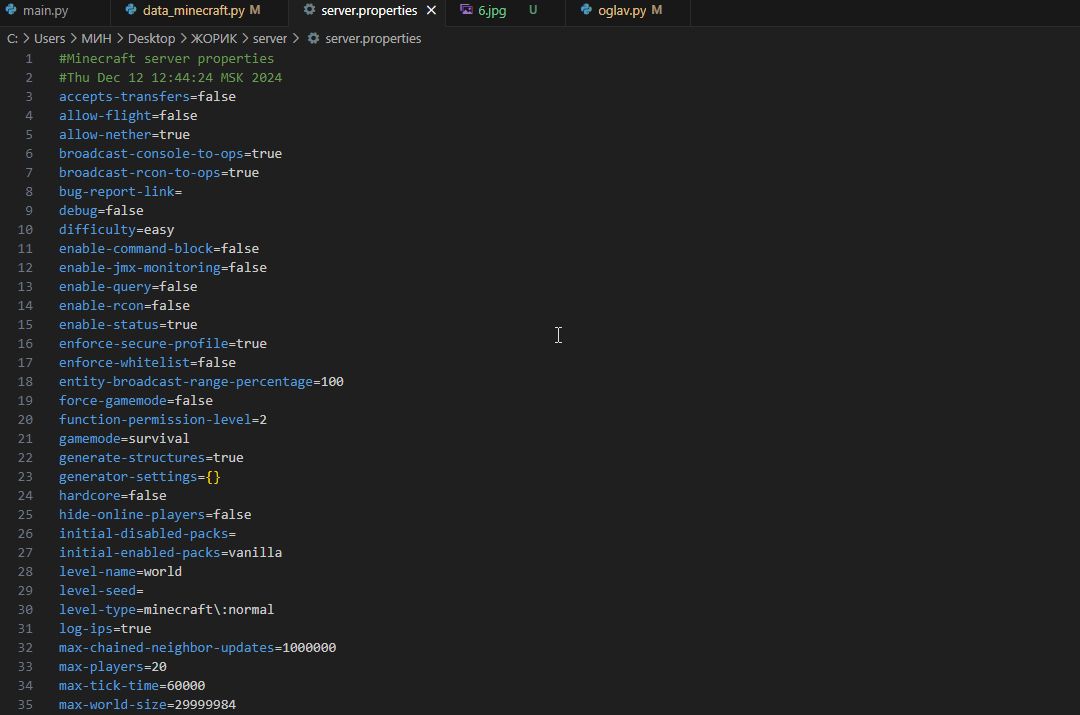 main.py data_minecraft.py M server.properties 6.jpg U oglav.py M
C: > Users > МИН > Desktop > ЖОРИК > server > server.properties
1 #Minecraft server properties
2 #Thu Dec 12 12:44:24 MSK 2024
3 accepts-transfers=false
4 allow-flight=false
5 allow-nether=true
6 broadcast-console-to-ops=true
7 broadcast-rcon-to-ops=true
8 bug-report-link=
9 debug=false
10 difficulty=easy
11 enable-command-block=false
12 enable-jmx-monitoring=false
13 enable-query=false
14 enable-rcon=false
15 enable-status=true
16 enforce-secure-profile=true
17 enforce-whitelist=false
18 entity-broadcast-range-percentage=100
19 force-gamemode=false
20 function-permission-level=2
21 gamemode=survival
22 generate-structures=true
23 generator-settings={}
24 hardcore=false
25 hide-online-players=false
26 initial-disabled-packs=
27 initial-enabled-packs=vanilla
28 level-name=world
29 level-seed=
30 level-type=minecraft\:normal
31 log-ips=true
32 max-chained-neighbor-updates=1000000
33 max-players=20
34 max-tick-time=60000
35 max-world-size=29999984